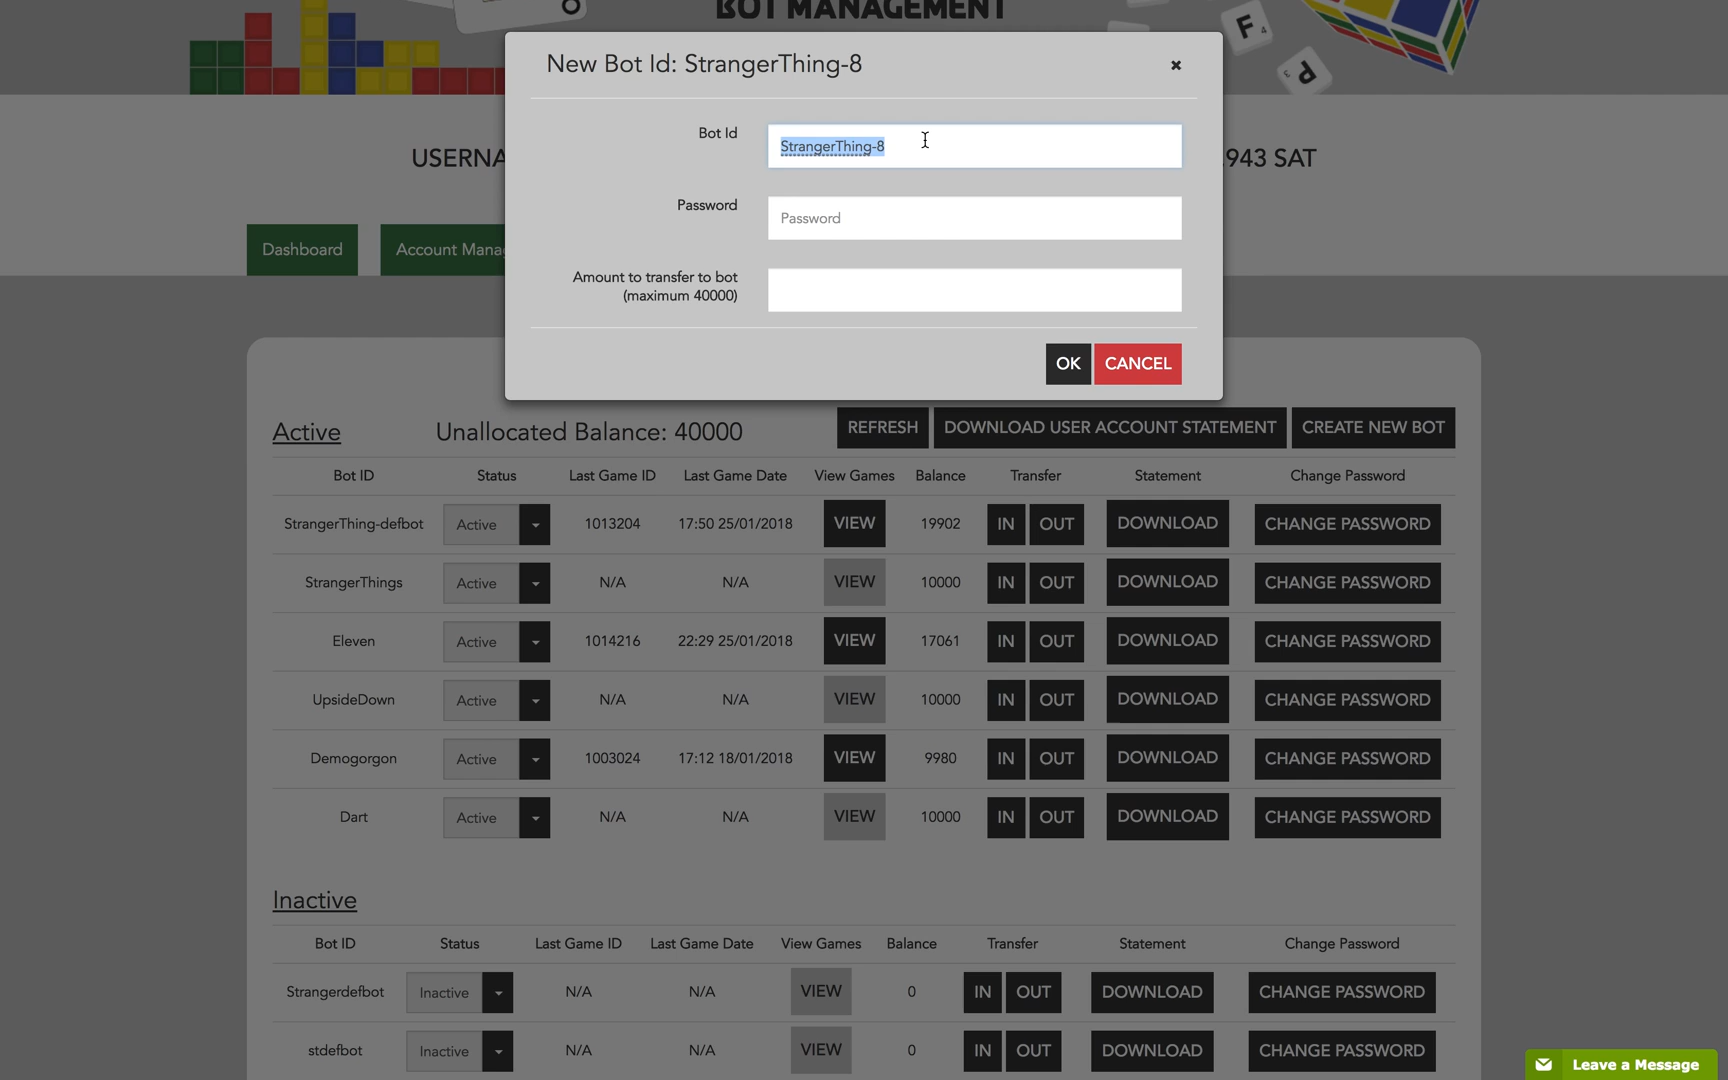 BOT MANAGEMENT
New Bot Id: StrangerThing-8
×
Bot Id
StrangerThing-8
Password
Password
Amount to transfer to bot
(maximum 40000)
OK CANCEL
USERNA
943 SAT
Dashboard
Account Manag
Active
Unallocated Balance: 40000
REFRESH DOWNLOAD USER ACCOUNT STATEMENT CREATE NEW BOT
Bot ID Status Last Game ID Last Game Date View Games Balance Transfer Statement Change Password
StrangerThing-defbot Active 1013204 17:50 25/01/2018 VIEW 19902 IN OUT DOWNLOAD CHANGE PASSWORD
StrangerThings Active N/A N/A VIEW 10000 IN OUT DOWNLOAD CHANGE PASSWORD
Eleven Active 1014216 22:29 25/01/2018 VIEW 17061 IN OUT DOWNLOAD CHANGE PASSWORD
UpsideDown Active N/A N/A VIEW 10000 IN OUT DOWNLOAD CHANGE PASSWORD
Demogorgon Active 1003024 17:12 18/01/2018 VIEW 9980 IN OUT DOWNLOAD CHANGE PASSWORD
Dart Active N/A N/A VIEW 10000 IN OUT DOWNLOAD CHANGE PASSWORD
Inactive
Bot ID Status Last Game ID Last Game Date View Games Balance Transfer Statement Change Password
Strangerdefbot Inactive N/A N/A VIEW 0 IN OUT DOWNLOAD CHANGE PASSWORD
stdefbot Inactive N/A N/A VIEW 0 IN OUT DOWNLOAD CHANGE PASSWORD
Leave a Message
F4
P3
O